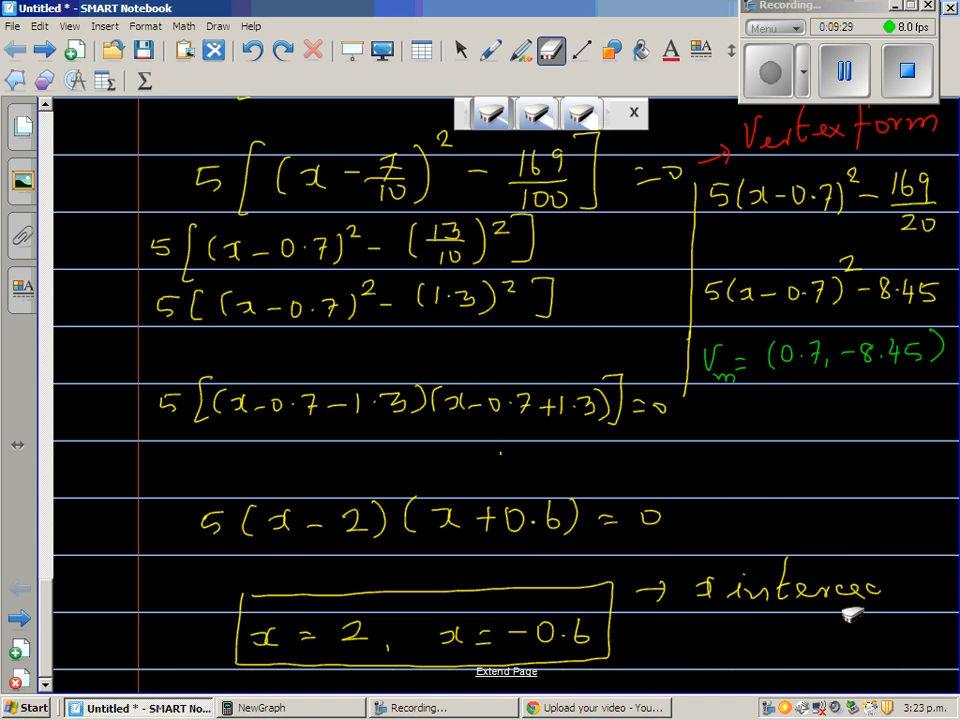 Untitled * - SMART Notebook
Recording...
File Edit View Insert Format Math Draw Help
Menu
00:09:29
8.0 fps
x
Vertex form
5[(x - 7/10)² - 169/100] = 0
→ 5(x-0.7)² - 169/20
5[(x-0.7)² - (13/10)²]
5[(x-0.7)² - (1.3)²]
5(x-0.7)² - 8.45
Vm = (0.7, -8.45)
5[(x-0.7-1.3)(x-0.7+1.3)] = 0
5(x-2)(x+0.6) = 0
→ x intercec
x = 2, x = -0.6
Extend Page
Start
Untitled * - SMART No...
NewGraph
Recording...
Upload your video - You...
3:23 p.m.